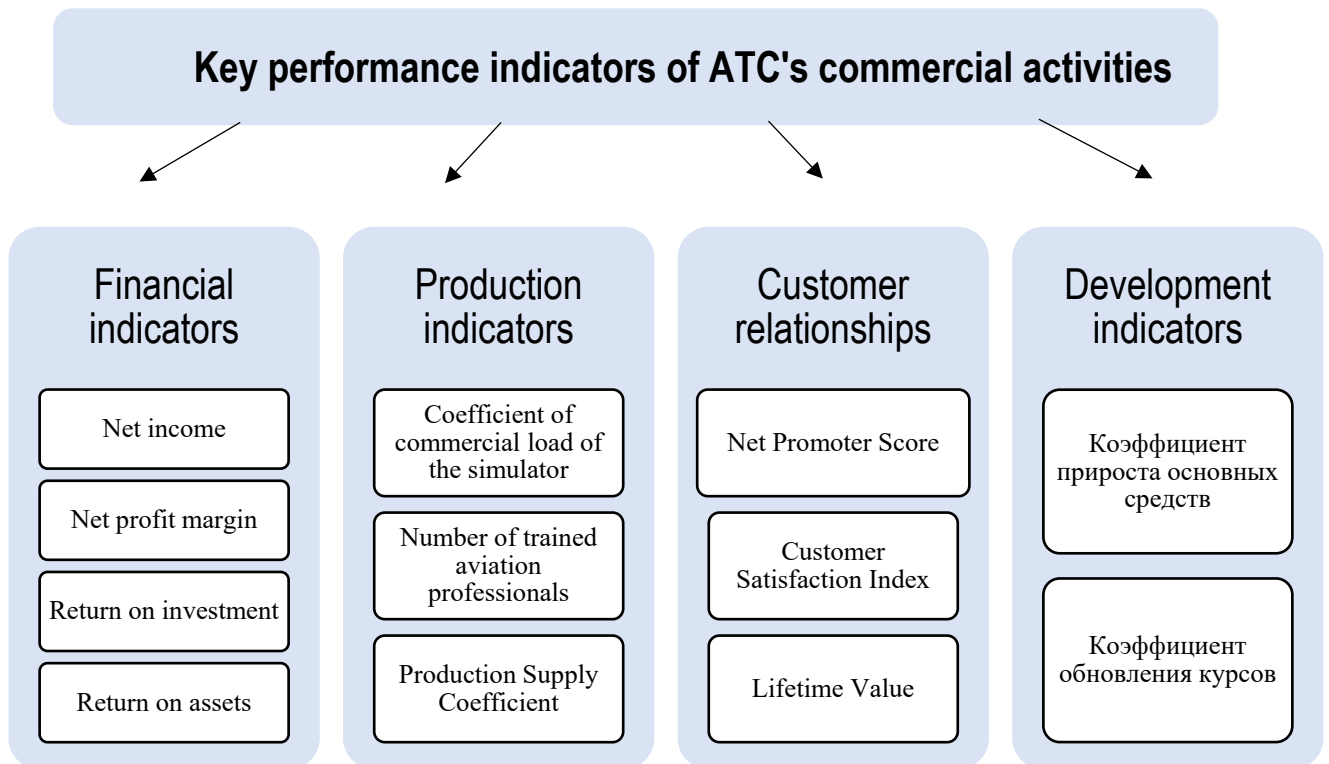 Key performance indicators of ATC's commercial activities
Financial
indicators
Net income
Net profit margin
Return on investment
Return on assets
Production
indicators
Coefficient of
commercial load of
the simulator
Number of trained
aviation
professionals
Production Supply
Coefficient
Customer
relationships
Net Promoter Score
Customer
Satisfaction Index
Lifetime Value
Development
indicators
Коэффициент
прироста основных
средств
Коэффициент
обновления курсов